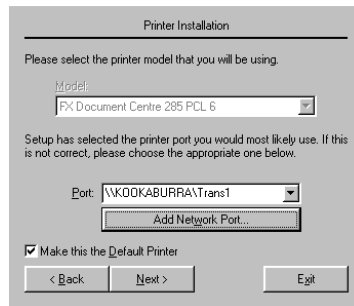 Printer Installation
Please select the printer model that you will be using.
Model:
FX Document Centre 285 PCL 6
Setup has selected the printer port you would most likely use. If this
is not correct, please choose the appropriate one below.
Port: \\KOOKABURRA\Trans1
Add Network Port...
Make this the Default Printer
< Back Next > Exit